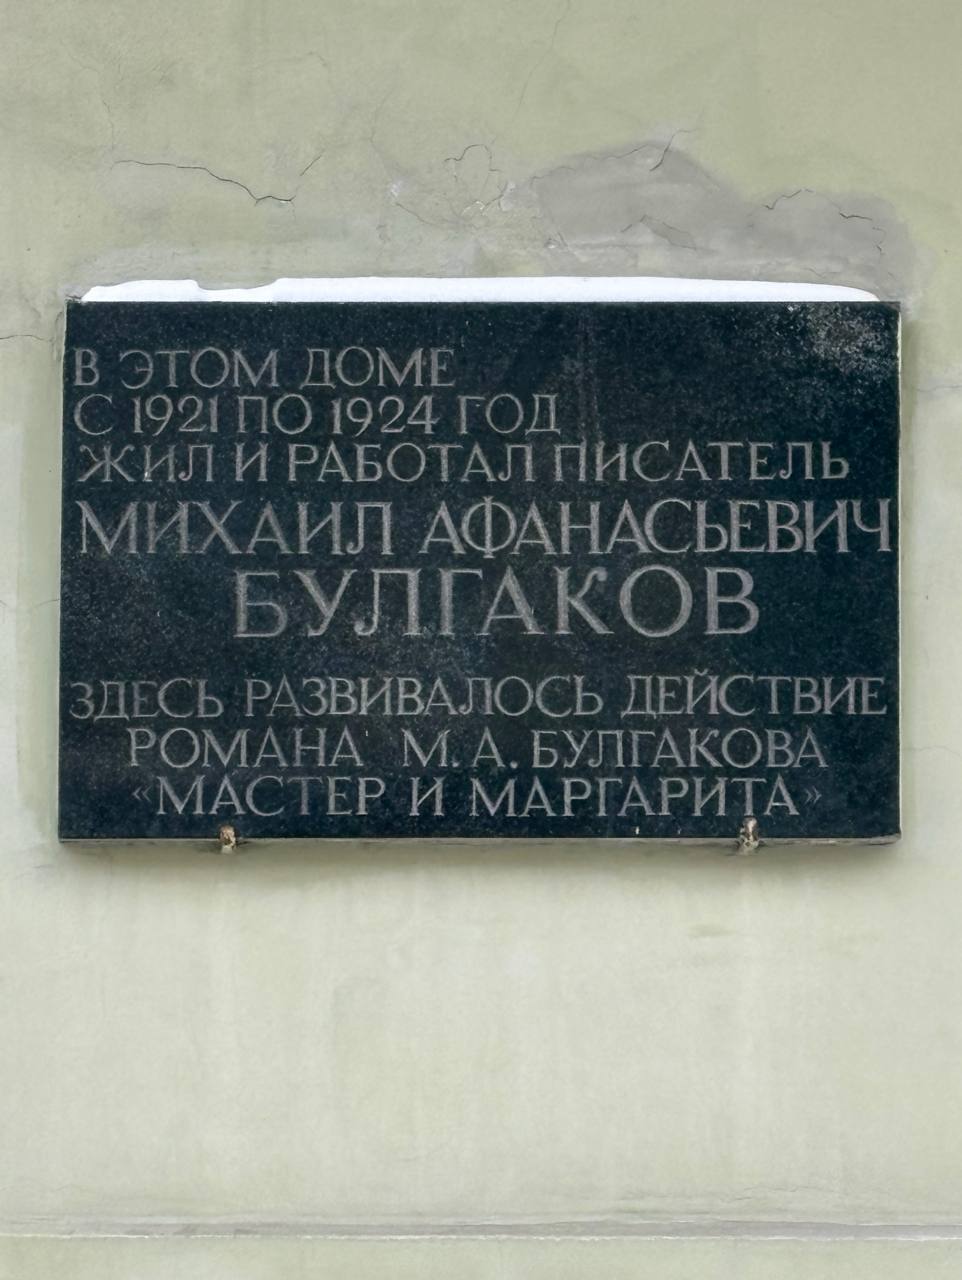 В ЭТОМ ДОМЕ
С 1921 ПО 1924 ГОД
ЖИЛ И РАБОТАЛ ПИСАТЕЛЬ
МИХАИЛ АФАНАСЬЕВИЧ
БУЛГАКОВ
ЗДЕСЬ РАЗВИВАЛОСЬ ДЕЙСТВИЕ
РОМАНА М. А. БУЛГАКОВА
«МАСТЕР И МАРГАРИТА»